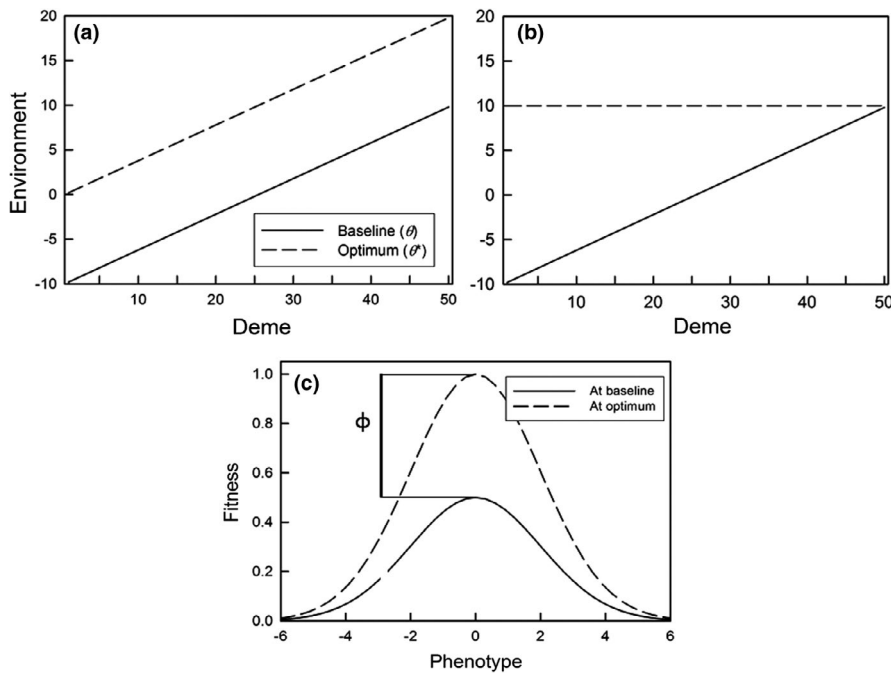 (a)
20
15
10
5
0
-5
-10
Environment
Baseline (θ)
Optimum (θ*)
10 20 30 40 50
Deme
(b)
20
15
10
5
0
-5
-10
10 20 30 40 50
Deme
(c)
1.0
0.8
0.6
0.4
0.2
0.0
Fitness
ϕ
At baseline
At optimum
-6 -4 -2 0 2 4 6
Phenotype